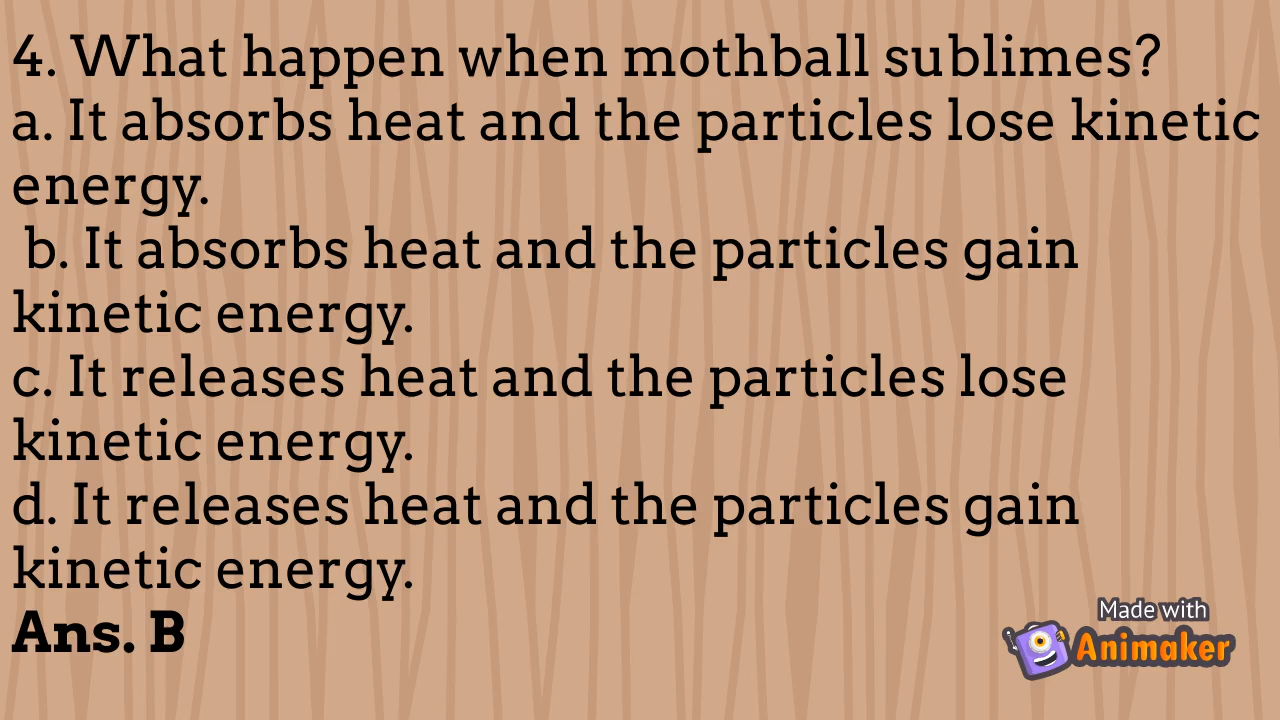 4. What happen when mothball sublimes?
a. It absorbs heat and the particles lose kinetic
energy.
b. It absorbs heat and the particles gain
kinetic energy.
c. It releases heat and the particles lose
kinetic energy.
d. It releases heat and the particles gain
kinetic energy.
Ans. B
Made with
Animaker